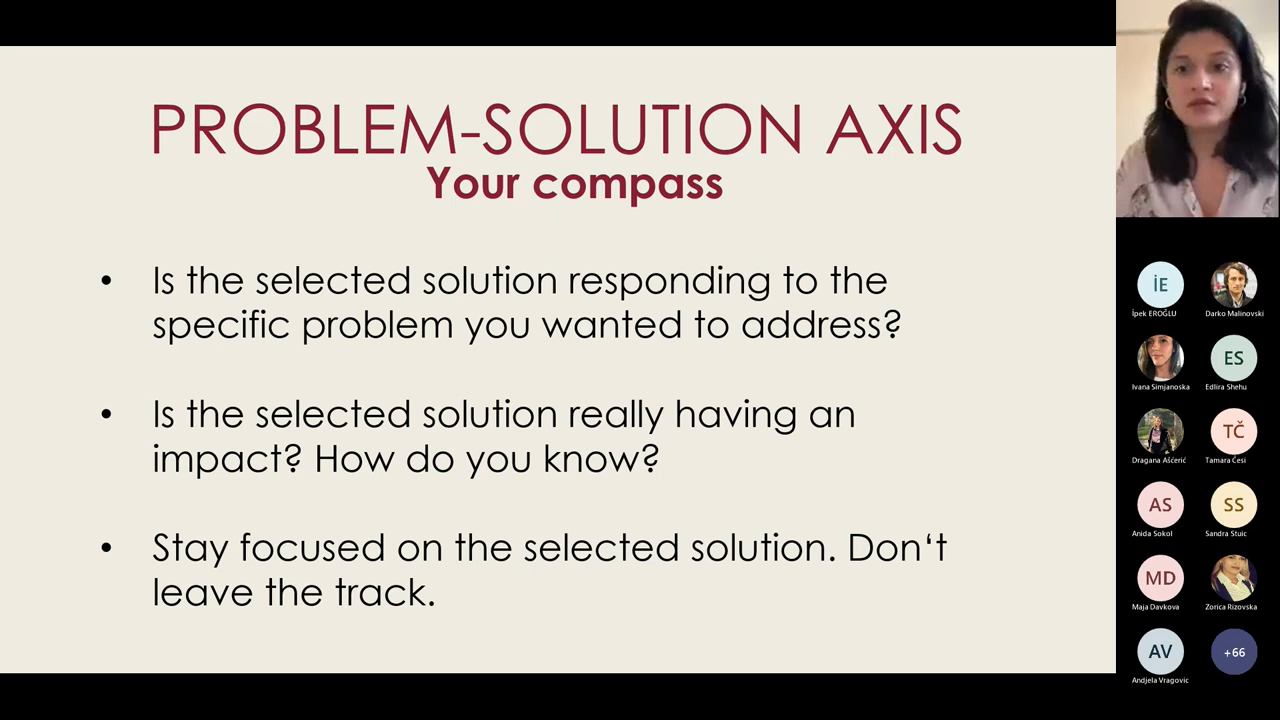 PROBLEM-SOLUTION AXIS
Your compass
• Is the selected solution responding to the
specific problem you wanted to address?
• Is the selected solution really having an
impact? How do you know?
• Stay focused on the selected solution. Don‘t
leave the track.
İE
İpek EROĞLU
Darko Malinovski
Ivana Simjanoska
ES
Edlira Shehu
Dragana Aščerić
TČ
Tamara Česi
AS
Anida Sokol
SS
Sandra Stuic
MD
Maja Davkova
Zorica Rizovska
AV
Andjela Vragovic
+66